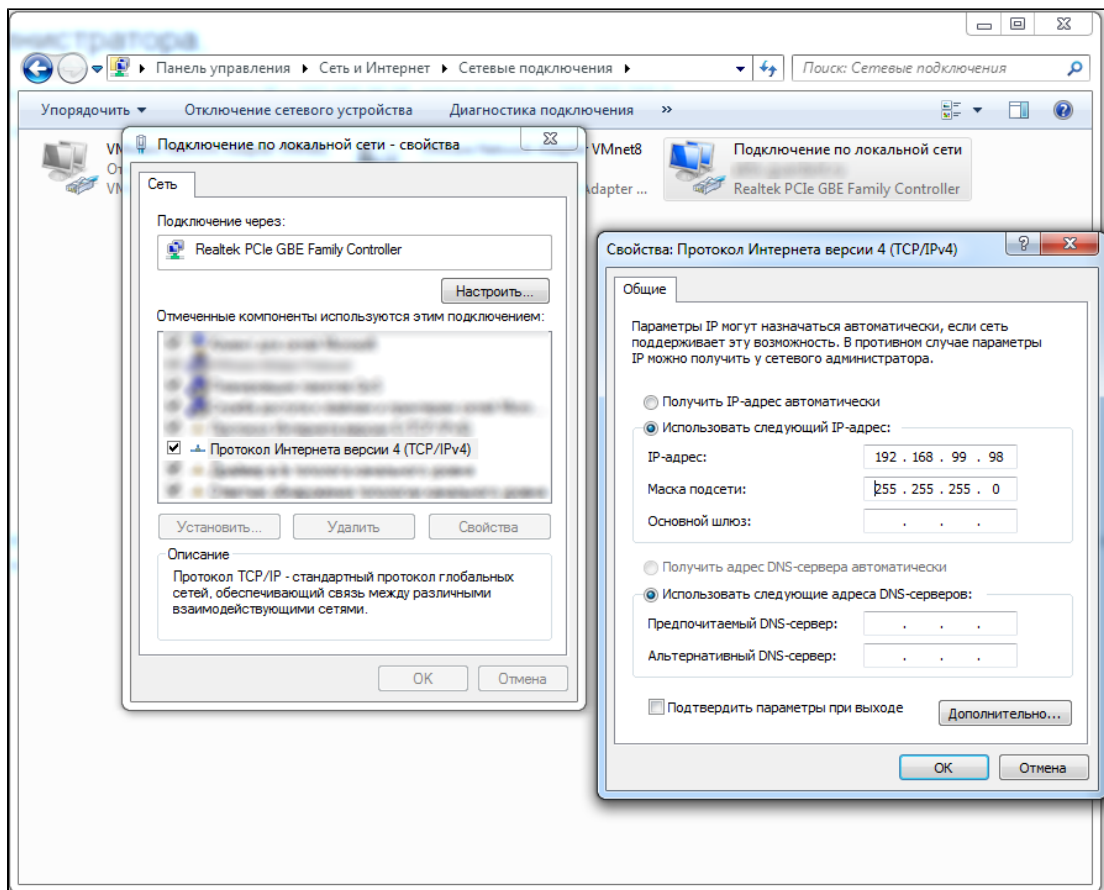 Панель управления ▸ Сеть и Интернет ▸ Сетевые подключения ▸
Поиск: Сетевые подключения
Упорядочить ▾ Отключение сетевого устройства Диагностика подключения »
VMnet8
Adapter ...
Подключение по локальной сети
Realtek PCIe GBE Family Controller
Подключение по локальной сети - свойства
Сеть
Подключение через:
Realtek PCIe GBE Family Controller
Настроить...
Отмеченные компоненты используются этим подключением:
Протокол Интернета версии 4 (TCP/IPv4)
Установить... Удалить Свойства
Описание
Протокол TCP/IP - стандартный протокол глобальных
сетей, обеспечивающий связь между различными
взаимодействующими сетями.
OK Отмена
Свойства: Протокол Интернета версии 4 (TCP/IPv4)
Общие
Параметры IP могут назначаться автоматически, если сеть
поддерживает эту возможность. В противном случае параметры
IP можно получить у сетевого администратора.
Получить IP-адрес автоматически
Использовать следующий IP-адрес:
IP-адрес: 192 . 168 . 99 . 98
Маска подсети: 255 . 255 . 255 . 0
Основной шлюз: . . .
Получить адрес DNS-сервера автоматически
Использовать следующие адреса DNS-серверов:
Предпочитаемый DNS-сервер: . . .
Альтернативный DNS-сервер: . . .
Подтвердить параметры при выходе
Дополнительно...
OK Отмена